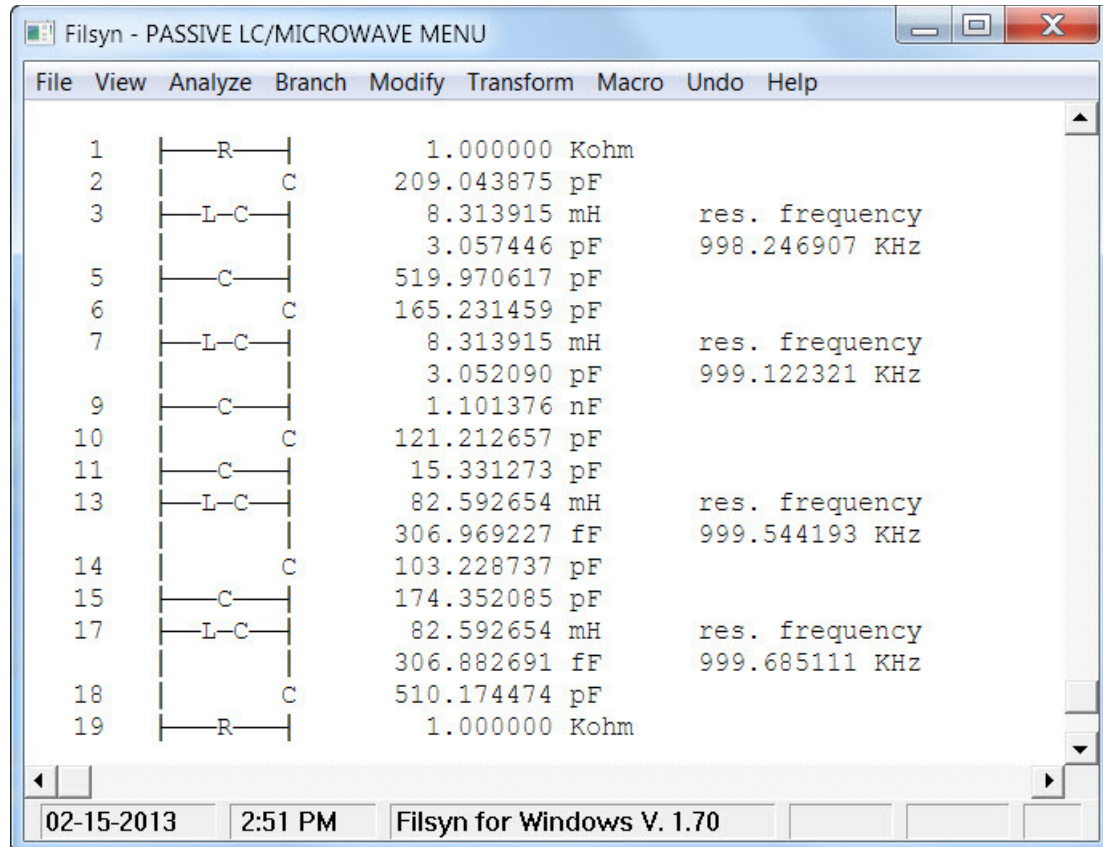 Filsyn - PASSIVE LC/MICROWAVE MENU
File View Analyze Branch Modify Transform Macro Undo Help
1 ├──R──┤ 1.000000 Kohm
2 │ C 209.043875 pF
3 ├─L─C─┤ 8.313915 mH res. frequency
│ │ 3.057446 pF 998.246907 KHz
5 ├──C──┤ 519.970617 pF
6 │ C 165.231459 pF
7 ├─L─C─┤ 8.313915 mH res. frequency
│ │ 3.052090 pF 999.122321 KHz
9 ├──C──┤ 1.101376 nF
10 │ C 121.212657 pF
11 ├──C──┤ 15.331273 pF
13 ├─L─C─┤ 82.592654 mH res. frequency
│ │ 306.969227 fF 999.544193 KHz
14 │ C 103.228737 pF
15 ├──C──┤ 174.352085 pF
17 ├─L─C─┤ 82.592654 mH res. frequency
│ │ 306.882691 fF 999.685111 KHz
18 │ C 510.174474 pF
19 ├──R──┤ 1.000000 Kohm
02-15-2013 2:51 PM Filsyn for Windows V. 1.70